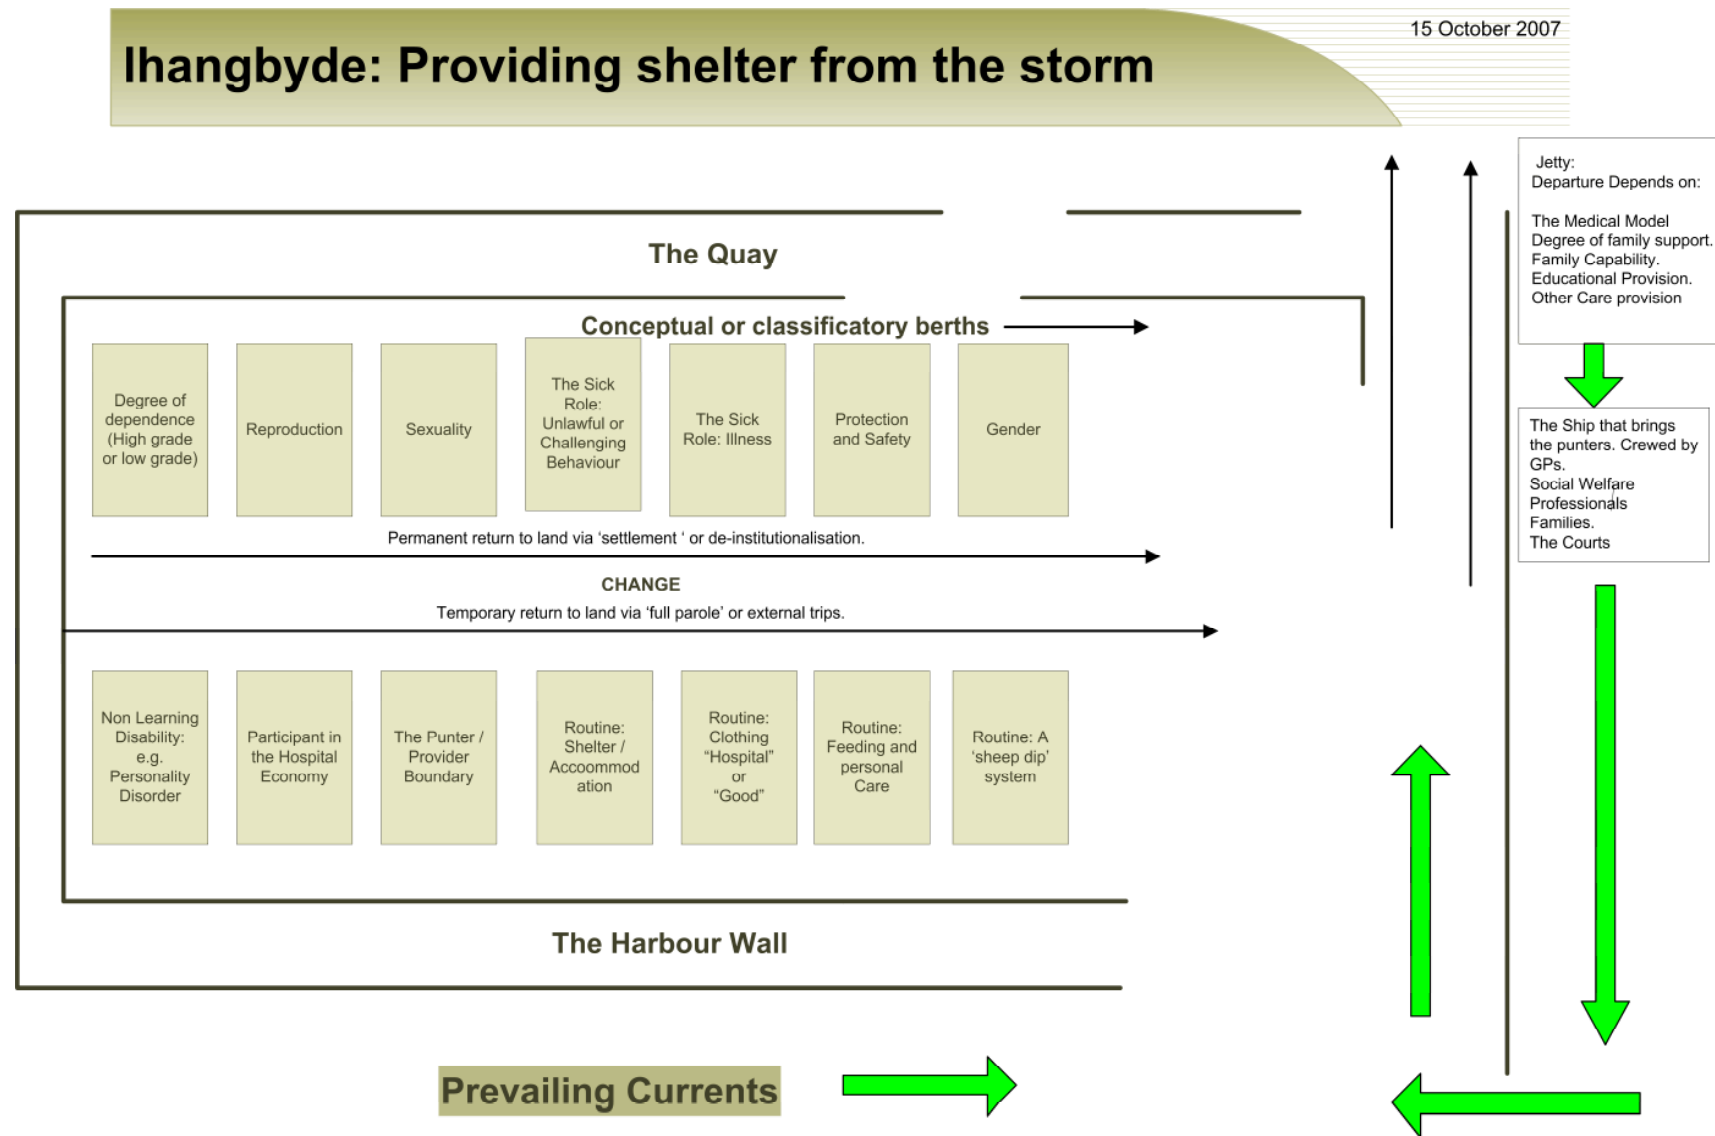 15 October 2007
Ihangbyde: Providing shelter from the storm
Jetty:
Departure Depends on:
The Medical Model
Degree of family support.
Family Capability.
Educational Provision.
Other Care provision
The Quay
Conceptual or classificatory berths
Degree of
dependence
(High grade
or low grade)
Reproduction
Sexuality
The Sick
Role:
Unlawful or
Challenging
Behaviour
The Sick
Role: Illness
Protection
and Safety
Gender
The Ship that brings
the punters. Crewed by
GPs.
Social Welfare
Professionals
Families.
The Courts
Permanent return to land via ‘settlement ‘ or de-institutionalisation.
CHANGE
Temporary return to land via ‘full parole’ or external trips.
Non Learning
Disability:
e.g.
Personality
Disorder
Participant in
the Hospital
Economy
The Punter /
Provider
Boundary
Routine:
Shelter /
Accoommod
ation
Routine:
Clothing
“Hospital”
or
“Good”
Routine:
Feeding and
personal
Care
Routine: A
‘sheep dip’
system
The Harbour Wall
Prevailing Currents